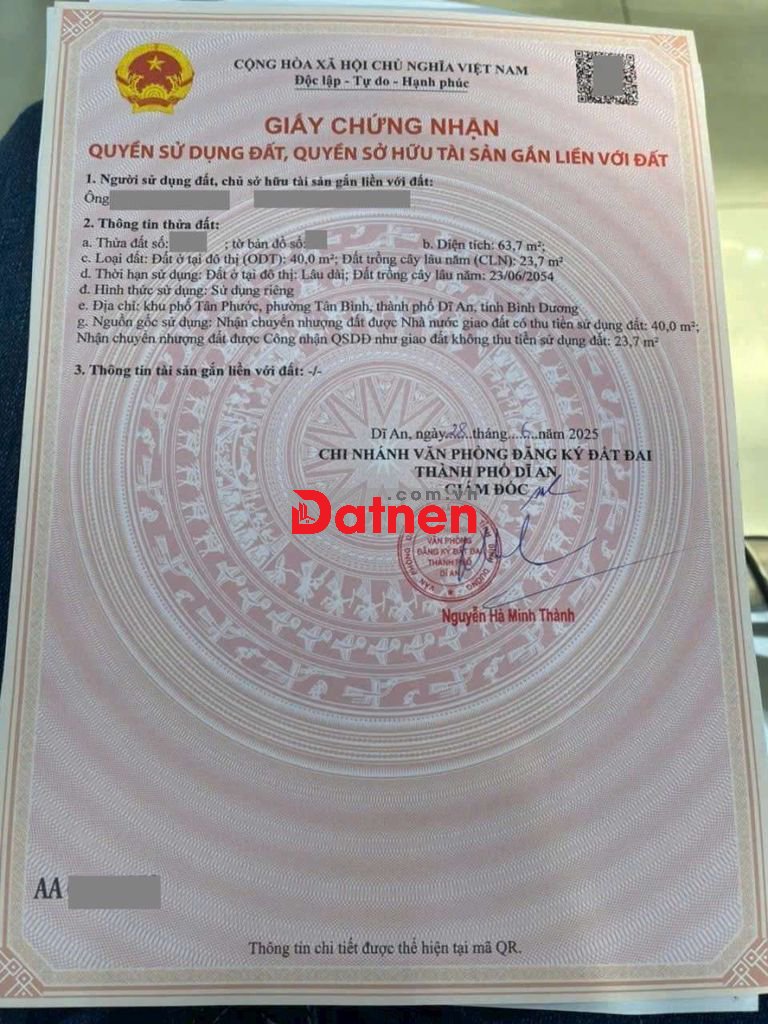 CỘNG HÒA XÃ HỘI CHỦ NGHĨA VIỆT NAM
Độc lập - Tự do - Hạnh phúc
GIẤY CHỨNG NHẬN
QUYỀN SỬ DỤNG ĐẤT, QUYỀN SỞ HỮU TÀI SẢN GẮN LIỀN VỚI ĐẤT
1. Người sử dụng đất, chủ sở hữu tài sản gắn liền với đất:
Ông
2. Thông tin thửa đất:
a. Thửa đất số: ; tờ bản đồ số: b. Diện tích: 63,7 m²;
c. Loại đất: Đất ở tại đô thị (ODT): 40,0 m²; Đất trồng cây lâu năm (CLN): 23,7 m²
d. Thời hạn sử dụng: Đất ở tại đô thị: Lâu dài; Đất trồng cây lâu năm: 23/06/2054
đ. Hình thức sử dụng: Sử dụng riêng
e. Địa chỉ: khu phố Tân Phước, phường Tân Bình, thành phố Dĩ An, tỉnh Bình Dương
g. Nguồn gốc sử dụng: Nhận chuyển nhượng đất được Nhà nước giao đất có thu tiền sử dụng đất: 40,0 m²;
Nhận chuyển nhượng đất được Công nhận QSDĐ như giao đất không thu tiền sử dụng đất: 23,7 m²
3. Thông tin tài sản gắn liền với đất: -/-
Dĩ An, ngày 28 tháng 6 năm 2025
CHI NHÁNH VĂN PHÒNG ĐĂNG KÝ ĐẤT ĐAI
THÀNH PHỐ DĨ AN
GIÁM ĐỐC
.com.vn
Datnen
VĂN PHÒNG
ĐĂNG KÝ ĐẤT ĐAI
THÀNH PHỐ
DĨ AN
Nguyễn Hà Minh Thành
AA
Thông tin chi tiết được thể hiện tại mã QR.